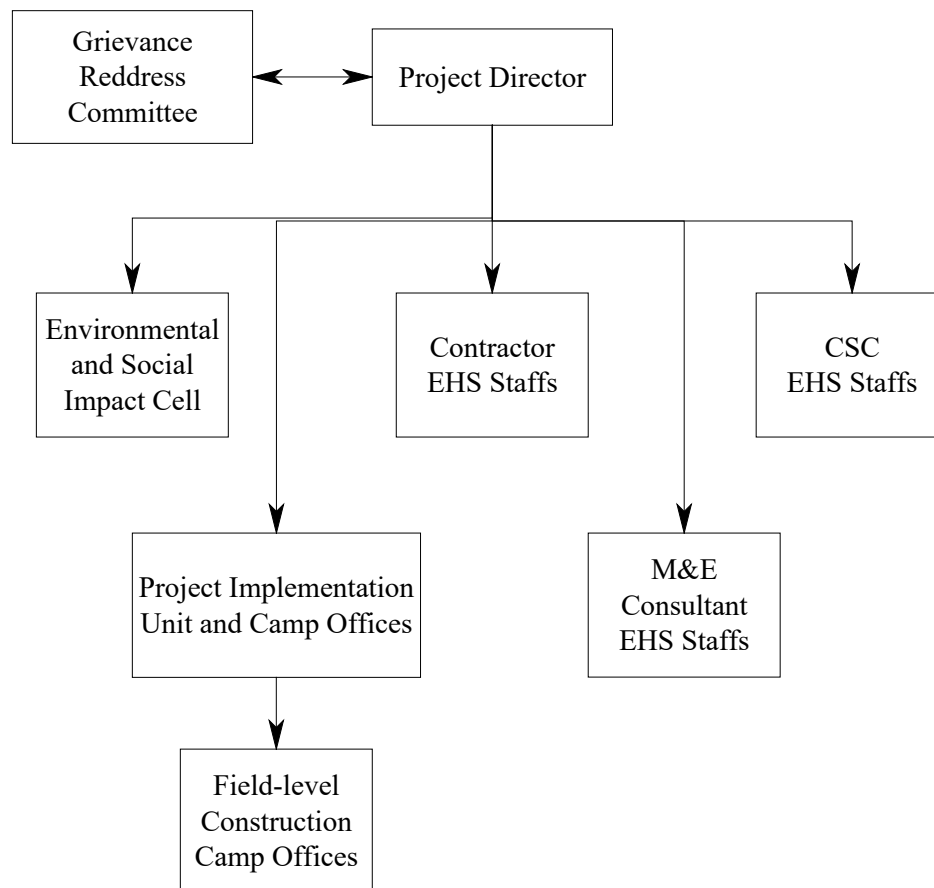 Grievance
Reddress
Committee
Project Director
Environmental
and Social
Impact Cell
Contractor
EHS Staffs
CSC
EHS Staffs
Project Implementation
Unit and Camp Offices
M&E
Consultant
EHS Staffs
Field-level
Construction
Camp Offices